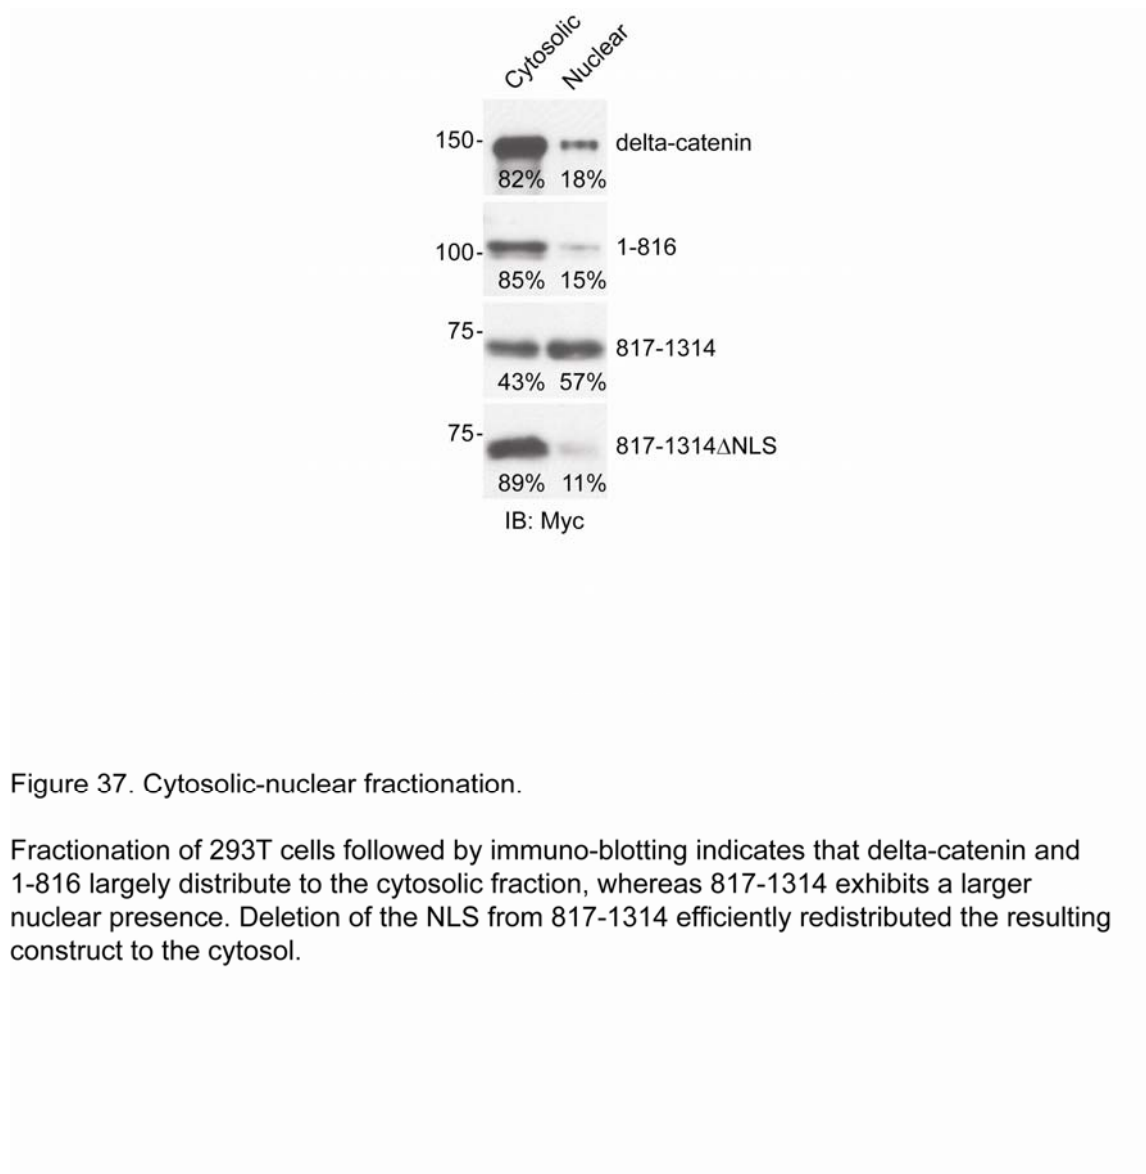 Cytosolic Nuclear
150- delta-catenin
82% 18%
100- 1-816
85% 15%
75- 817-1314
43% 57%
75- 817-1314ΔNLS
89% 11%
IB: Myc
Figure 37. Cytosolic-nuclear fractionation.
Fractionation of 293T cells followed by immuno-blotting indicates that delta-catenin and
1-816 largely distribute to the cytosolic fraction, whereas 817-1314 exhibits a larger
nuclear presence. Deletion of the NLS from 817-1314 efficiently redistributed the resulting
construct to the cytosol.